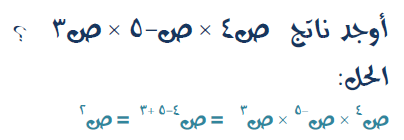 أوجد ناتج ص٤ × ص–٥ × ص٣ ؟
الحل:
ص٤ × ص–٥ × ص٣ = ص٤–٥+٣ = ص٢